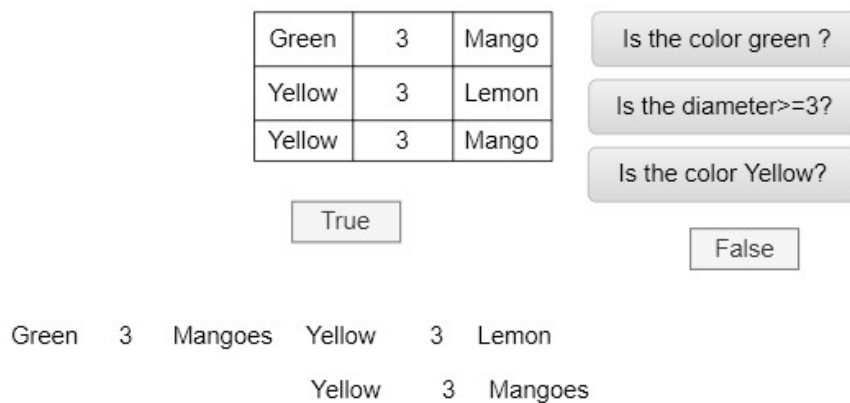 Green 3 Mango
Is the color green ?
Yellow 3 Lemon
Is the diameter>=3?
Yellow 3 Mango
Is the color Yellow?
True
False
Green 3 Mangoes Yellow 3 Lemon
Yellow 3 Mangoes